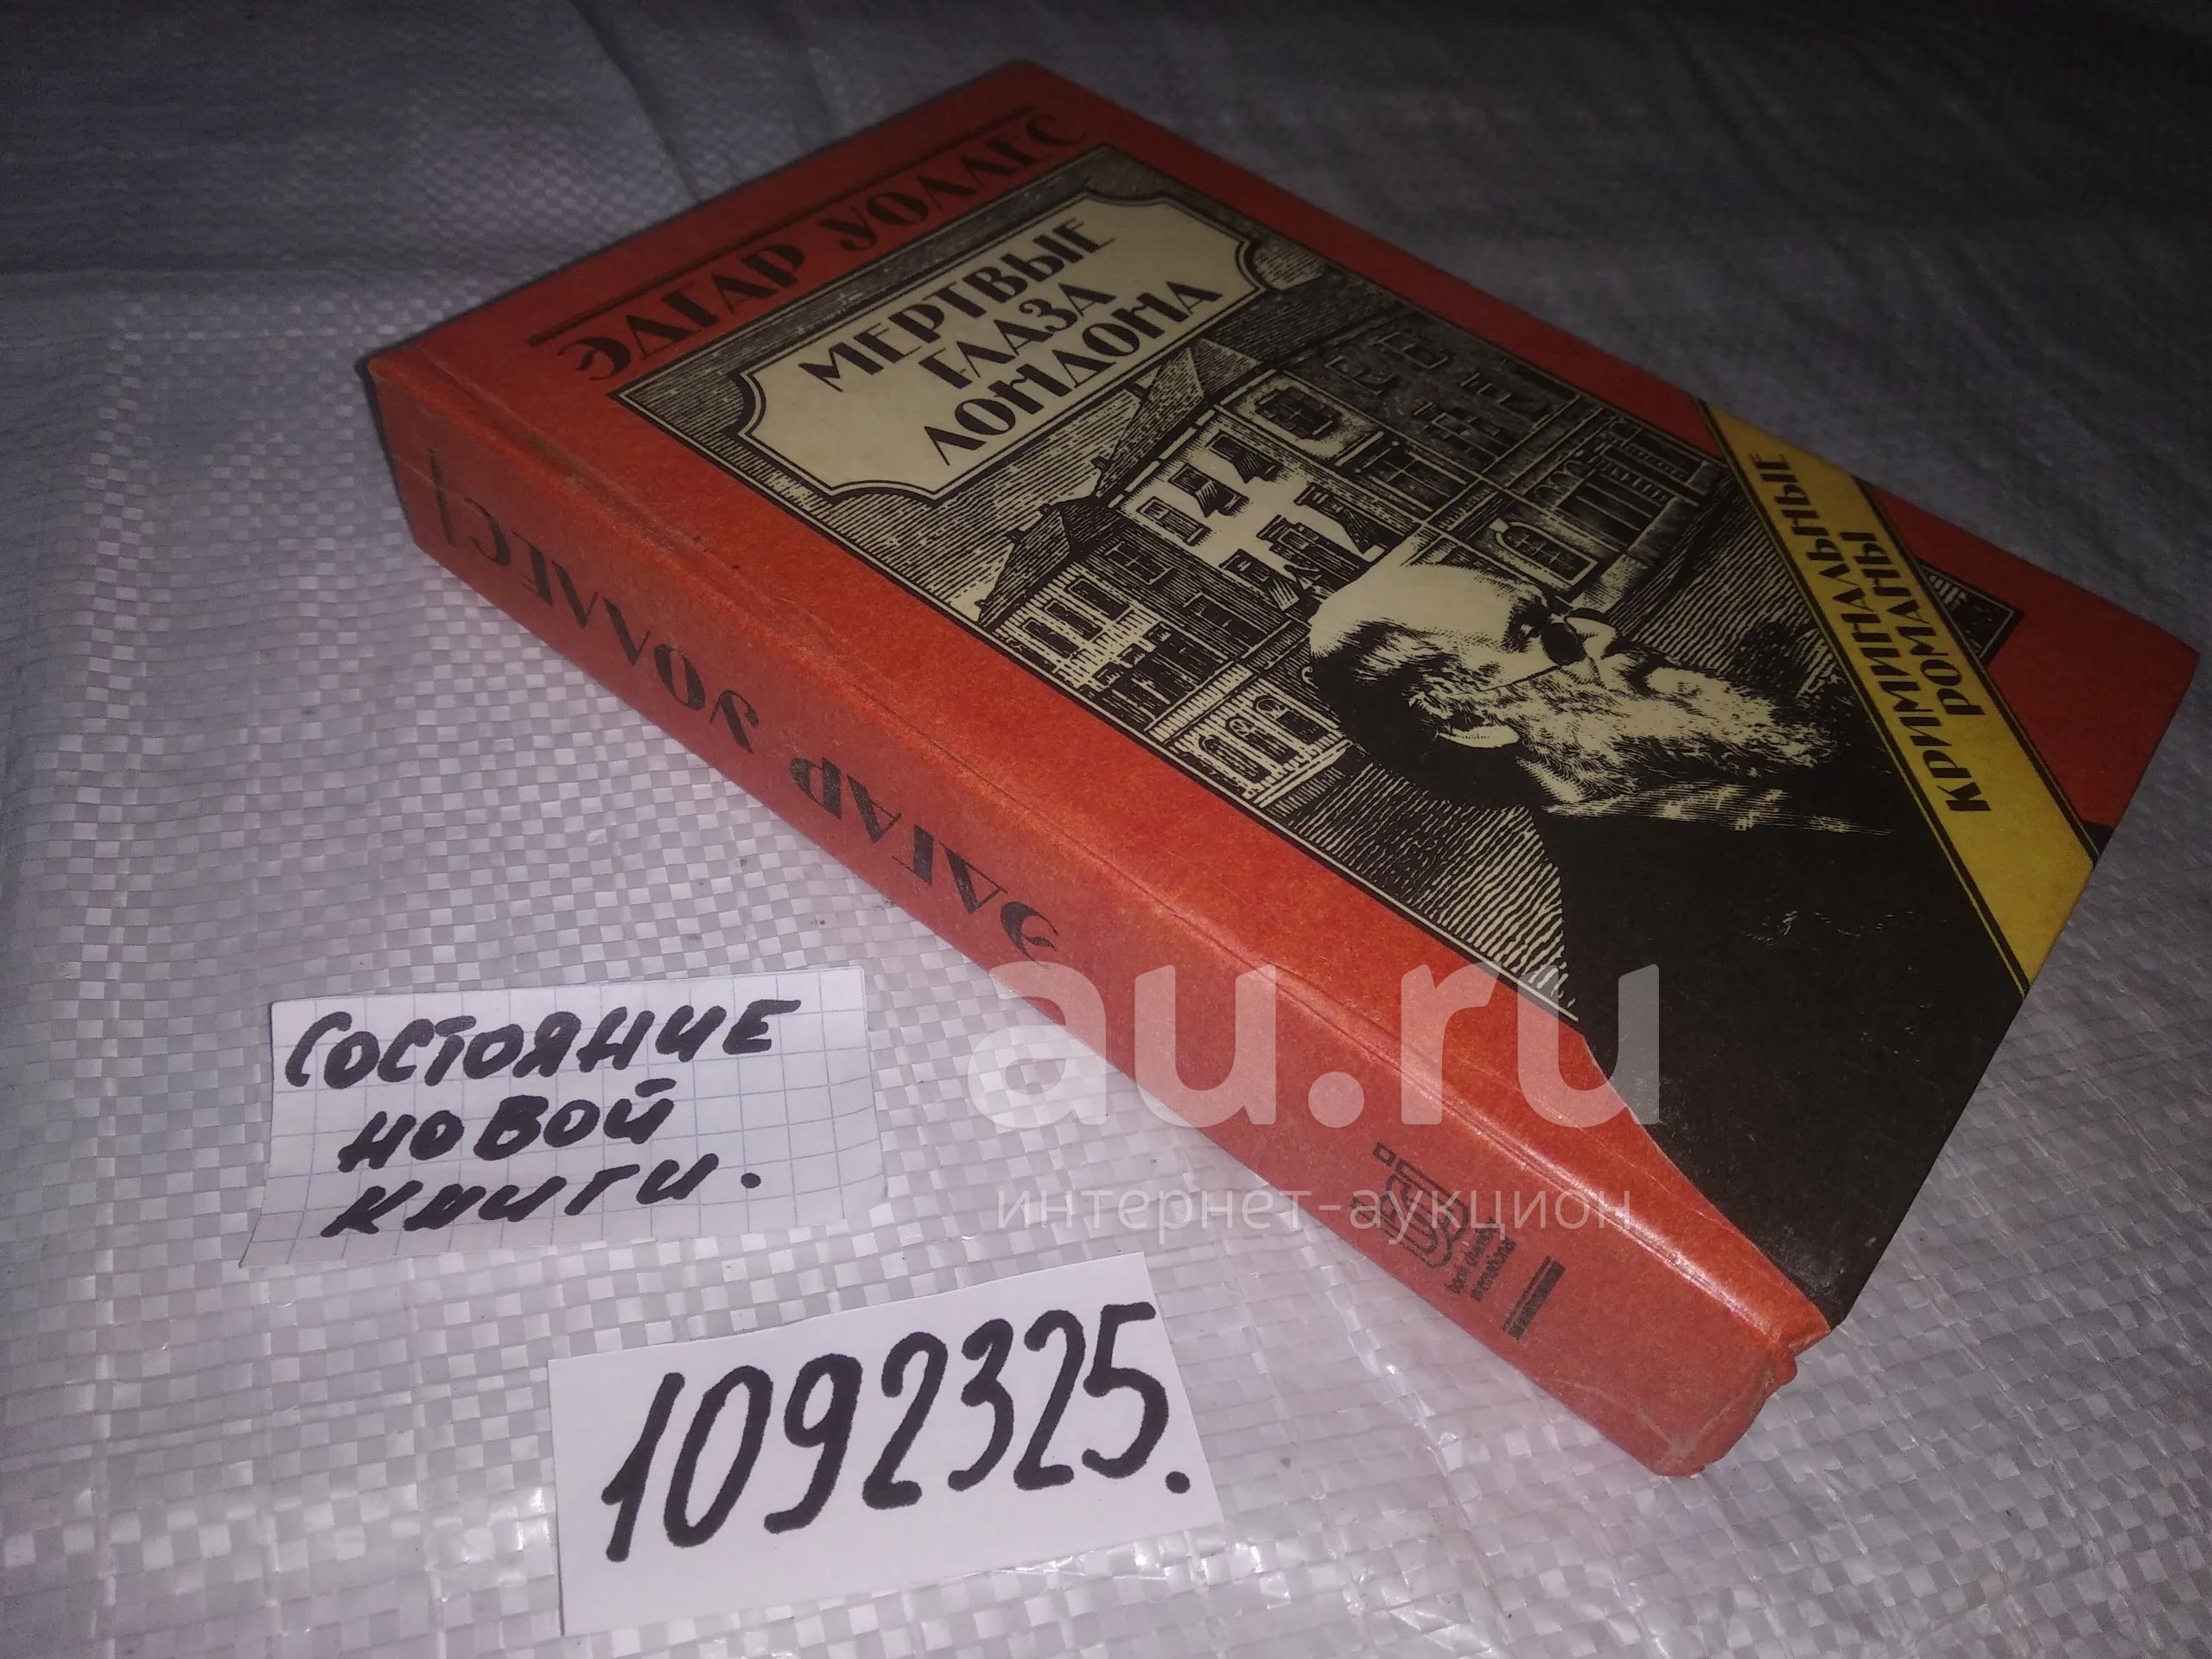 ЭДГАР УОЛЛЕС
МЕРТВЫЕ
ГЛАЗА
ЛОНДОНА
КРИМИНАЛЬНЫЕ
РОМАНЫ
ЭДГАР УОЛЛЕС
au.ru
интернет-аукцион
СОСТОЯНИЕ
НОВОЙ
КНИГИ.
1092325.